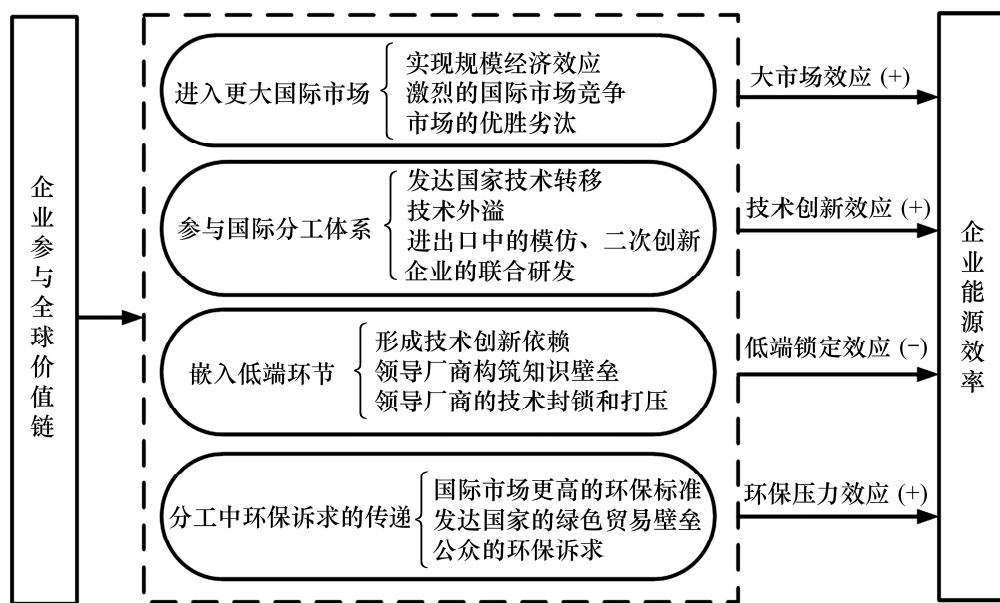 企业参与全球价值链
进入更大国际市场
实现规模经济效应
激烈的国际市场竞争
市场的优胜劣汰
大市场效应 (+)
参与国际分工体系
发达国家技术转移
技术外溢
进出口中的模仿、二次创新
企业的联合研发
技术创新效应 (+)
嵌入低端环节
形成技术创新依赖
领导厂商构筑知识壁垒
领导厂商的技术封锁和打压
低端锁定效应 (−)
分工中环保诉求的传递
国际市场更高的环保标准
发达国家的绿色贸易壁垒
公众的环保诉求
环保压力效应 (+)
企业能源效率